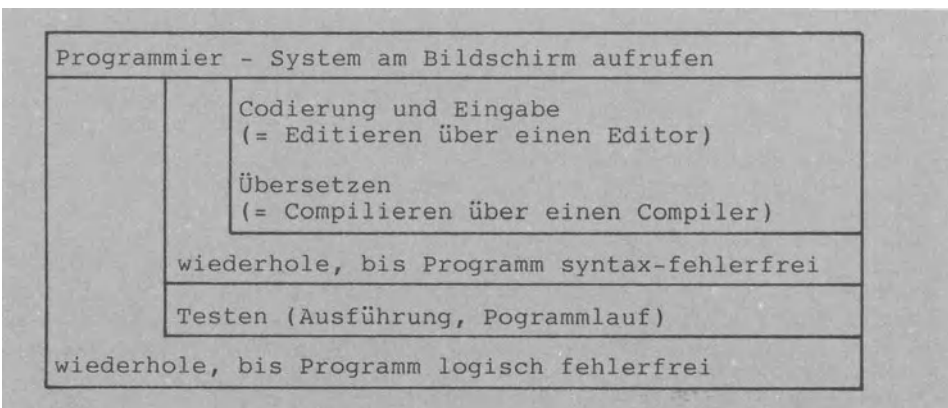 Programmier - System am Bildschirm aufrufen
Codierung und Eingabe
(= Editieren über einen Editor)
Übersetzen
(= Compilieren über einen Compiler)
wiederhole, bis Programm syntax-fehlerfrei
Testen (Ausführung, Pogrammlauf)
wiederhole, bis Programm logisch fehlerfrei